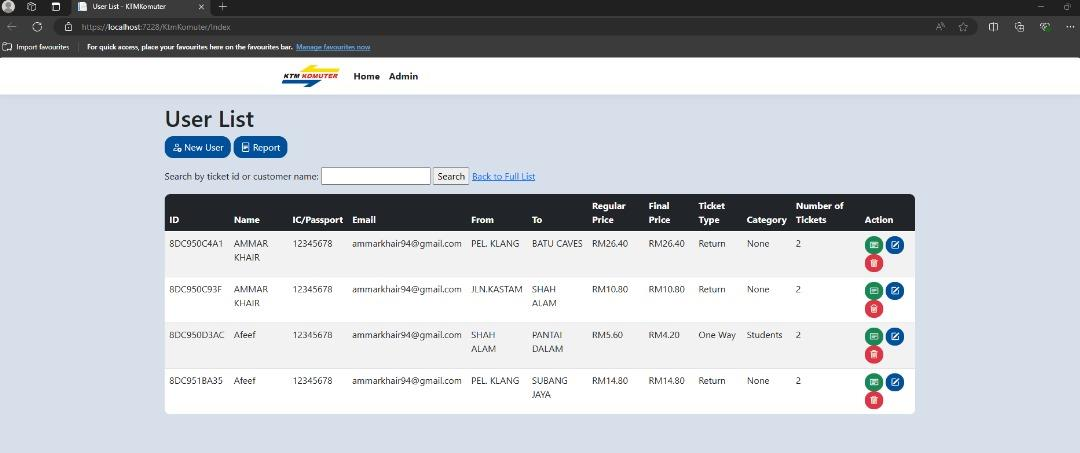 User List - KTMKomuter
https://localhost:7228/KtmKomuter/Index
Import favourites For quick access, place your favourites here on the favourites bar. Manage favourites now
KTM KOMUTER Home Admin
User List
New User Report
Search by ticket id or customer name: Search Back to Full List
ID Name IC/Passport Email From To Regular Price Final Price Ticket Type Category Number of Tickets Action
8DC950C4A1 AMMAR KHAIR 12345678 ammarkhair94@gmail.com PEL. KLANG BATU CAVES RM26.40 RM26.40 Return None 2
8DC950C93F AMMAR KHAIR 12345678 ammarkhair94@gmail.com JLN.KASTAM SHAH ALAM RM10.80 RM10.80 Return None 2
8DC950D3AC Afeef 12345678 ammarkhair94@gmail.com SHAH ALAM PANTAI DALAM RM5.60 RM4.20 One Way Students 2
8DC951BA35 Afeef 12345678 ammarkhair94@gmail.com PEL. KLANG SUBANG JAYA RM14.80 RM14.80 Return None 2